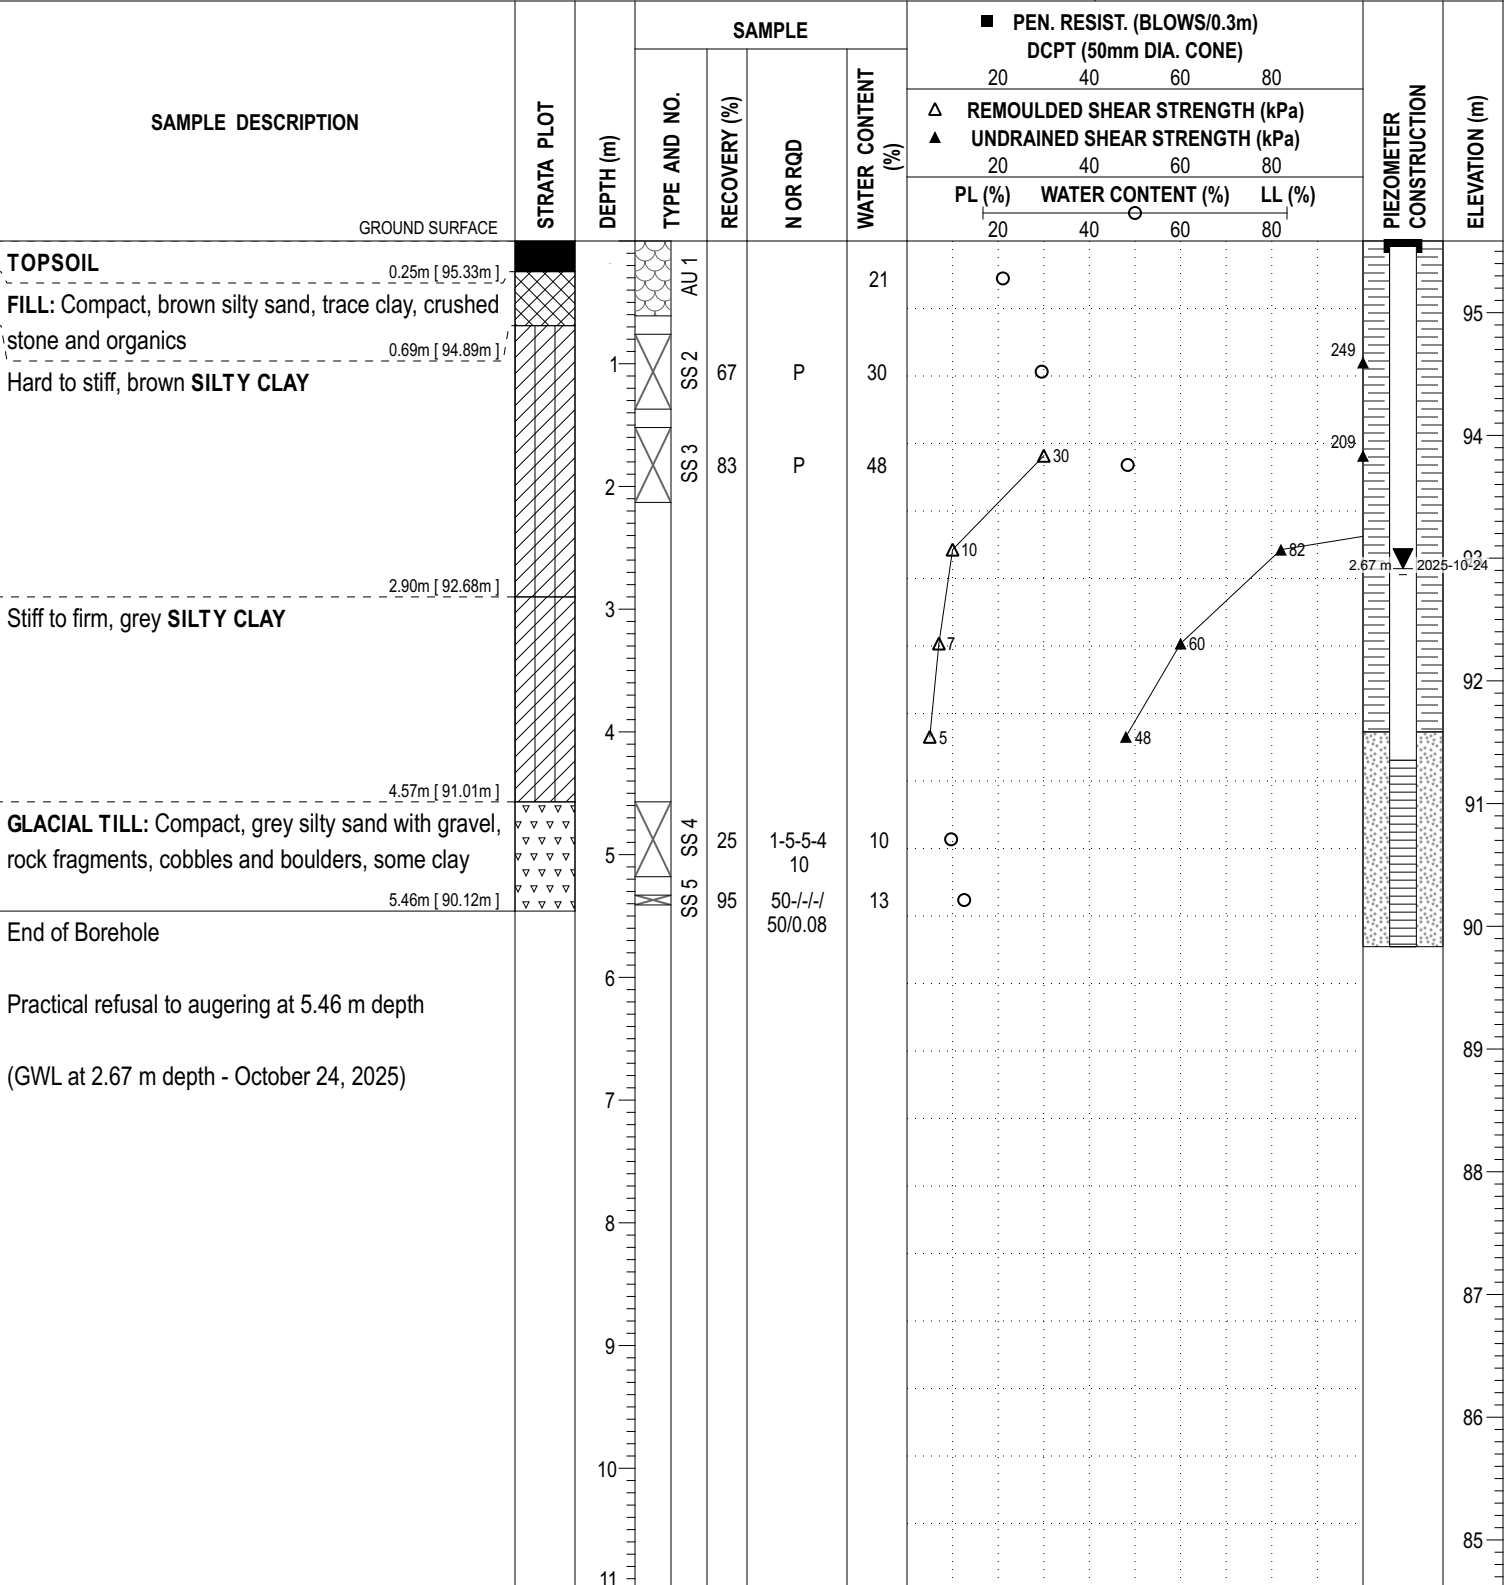 SAMPLE DESCRIPTION
GROUND SURFACE
STRATA PLOT
DEPTH (m)
SAMPLE
TYPE AND NO.
RECOVERY (%)
N OR RQD
WATER CONTENT
(%)
■ PEN. RESIST. (BLOWS/0.3m)
DCPT (50mm DIA. CONE)
20 40 60 80
△ REMOULDED SHEAR STRENGTH (kPa)
▲ UNDRAINED SHEAR STRENGTH (kPa)
20 40 60 80
PL (%) WATER CONTENT (%) LL (%)
20 40 60 80
PIEZOMETER
CONSTRUCTION
ELEVATION (m)
TOPSOIL
0.25m [ 95.33m ]
FILL: Compact, brown silty sand, trace clay, crushed
stone and organics
0.69m [ 94.89m ]
Hard to stiff, brown SILTY CLAY
2.90m [ 92.68m ]
Stiff to firm, grey SILTY CLAY
4.57m [ 91.01m ]
GLACIAL TILL: Compact, grey silty sand with gravel,
rock fragments, cobbles and boulders, some clay
5.46m [ 90.12m ]
End of Borehole
Practical refusal to augering at 5.46 m depth
(GWL at 2.67 m depth - October 24, 2025)
1
2
3
4
5
6
7
8
9
10
11
AU 1
21
SS 2
67
P
30
SS 3
83
P
48
SS 4
25
1-5-5-4
10
10
SS 5
95
50-/-/-/
50/0.08
13
249
209
30
10
82
7
60
5
48
2.67 m
2025-10-24
95
94
93
92
91
90
89
88
87
86
85